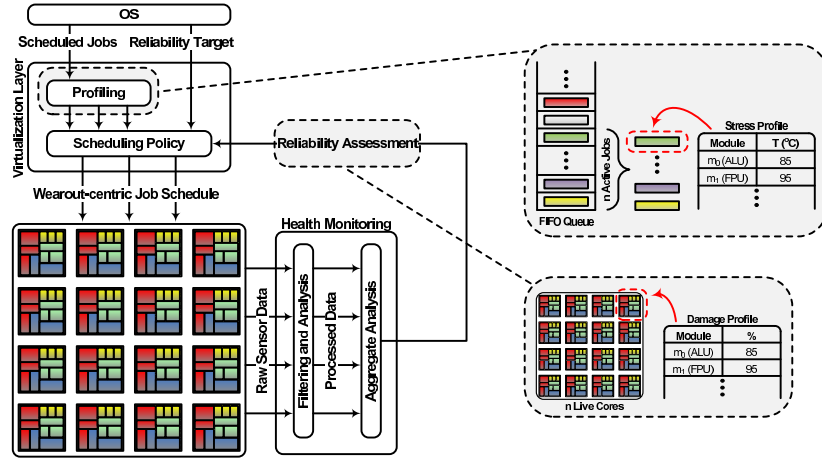 OS
Scheduled Jobs
Reliability Target
Virtualization Layer
Profiling
Scheduling Policy
Reliability Assessment
Wearout-centric Job Schedule
Health Monitoring
Raw Sensor Data
Filtering and Analysis
Processed Data
Aggregate Analysis
FIFO Queue
n Active Jobs
Stress Profile
Module T (°C)
m0 (ALU) 85
m1 (FPU) 95
n Live Cores
Damage Profile
Module %
m0 (ALU) 85
m1 (FPU) 95